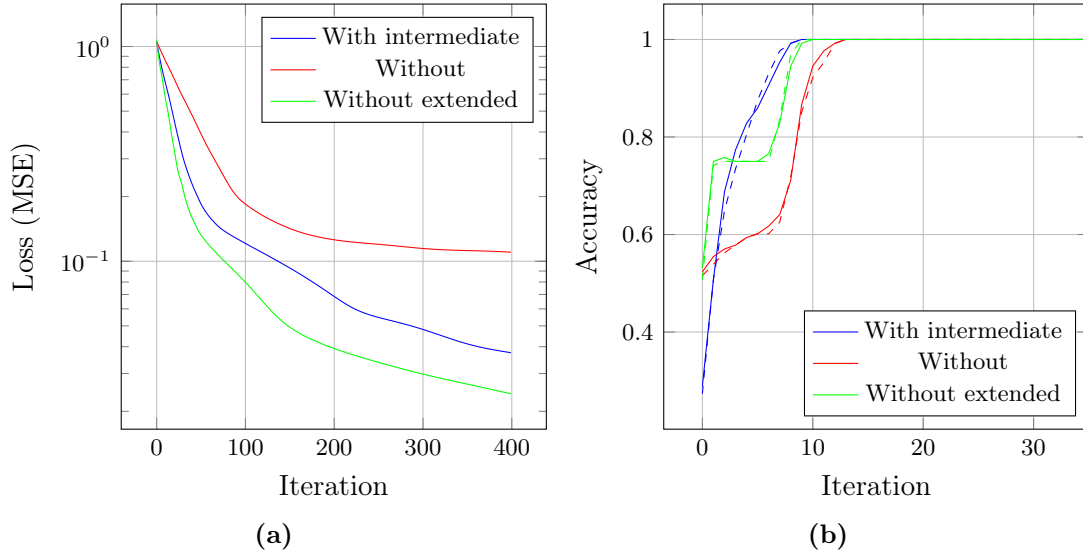 10^0
10^−1
Loss (MSE)
With intermediate
Without
Without extended
0 100 200 300 400
Iteration
(a)
1
0.8
0.6
0.4
Accuracy
With intermediate
Without
Without extended
0 10 20 30
Iteration
(b)